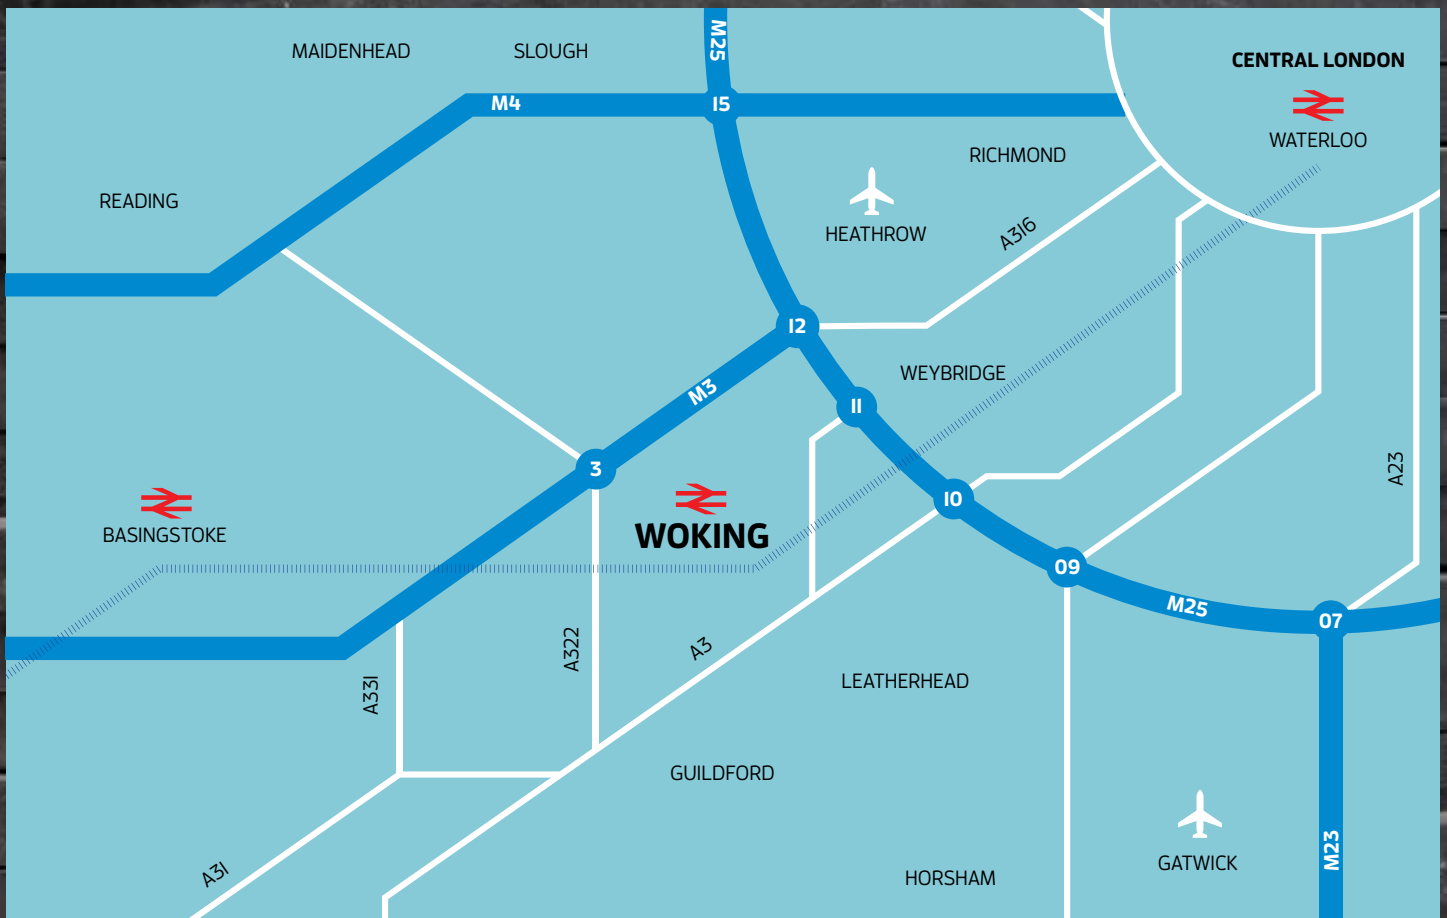 MAIDENHEAD
SLOUGH
M25
CENTRAL LONDON
M4
15
WATERLOO
RICHMOND
READING
HEATHROW
A316
12
WEYBRIDGE
M3
11
3
A23
10
BASINGSTOKE
WOKING
09
M25
07
A322
A3
A331
LEATHERHEAD
GUILDFORD
M23
GATWICK
A31
HORSHAM